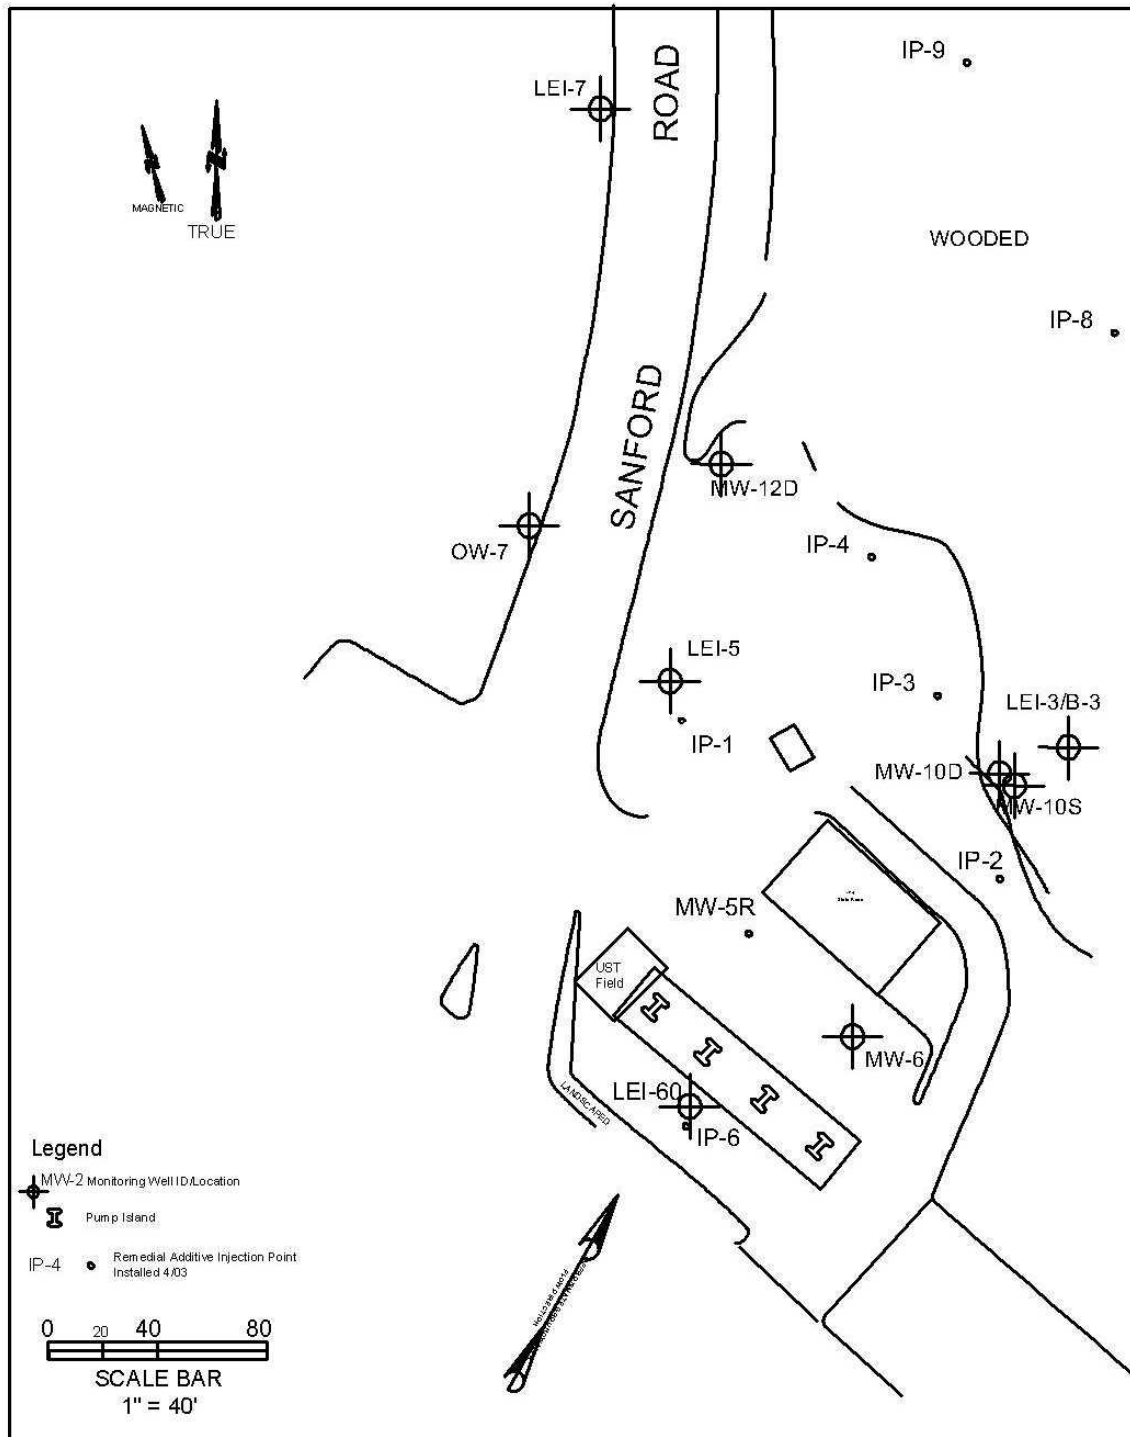 IP-9
LEI-7
ROAD
MAGNETIC
TRUE
WOODED
IP-8
SANFORD
MW-12D
IP-4
OW-7
LEI-5
IP-3
LEI-3/B-3
IP-1
MW-10D
MW-10S
IP-2
MW-5R
UST
Field
MW-6
LEI-60
LANDSCAPED
IP-6
Legend
MW-2 Monitoring Well ID/Location
Pump Island
IP-4 Remedial Additive Injection Point
Installed 4/03
FLOW DIRECTION
0 20 40 80
SCALE BAR
1" = 40'